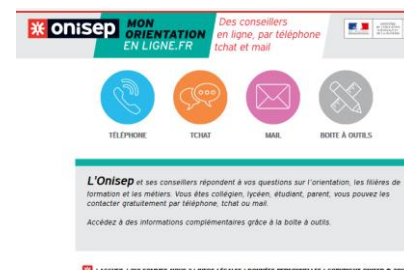 onisep
MON
ORIENTATION
EN LIGNE.FR
Des conseillers
en ligne, par téléphone
tchat et mail
TÉLÉPHONE TCHAT MAIL BOITE À OUTILS
L'Onisep et ses conseillers répondent à vos questions sur l'orientation, les filières de
formation et les métiers. Vous êtes collégien, lycéen, étudiant, parent, vous pouvez les
contacter gratuitement par téléphone, tchat ou mail.
Accédez à des informations complémentaires grâce à la boîte à outils.